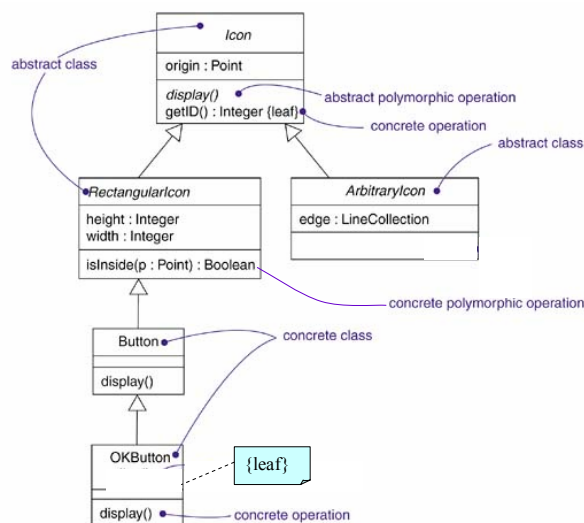 Icon
abstract class
origin : Point
display()
abstract polymorphic operation
getID() : Integer {leaf}
concrete operation
abstract class
RectangularIcon
ArbitraryIcon
height : Integer
width : Integer
edge : LineCollection
isInside(p : Point) : Boolean
concrete polymorphic operation
Button
concrete class
display()
OKButton
{leaf}
display()
concrete operation